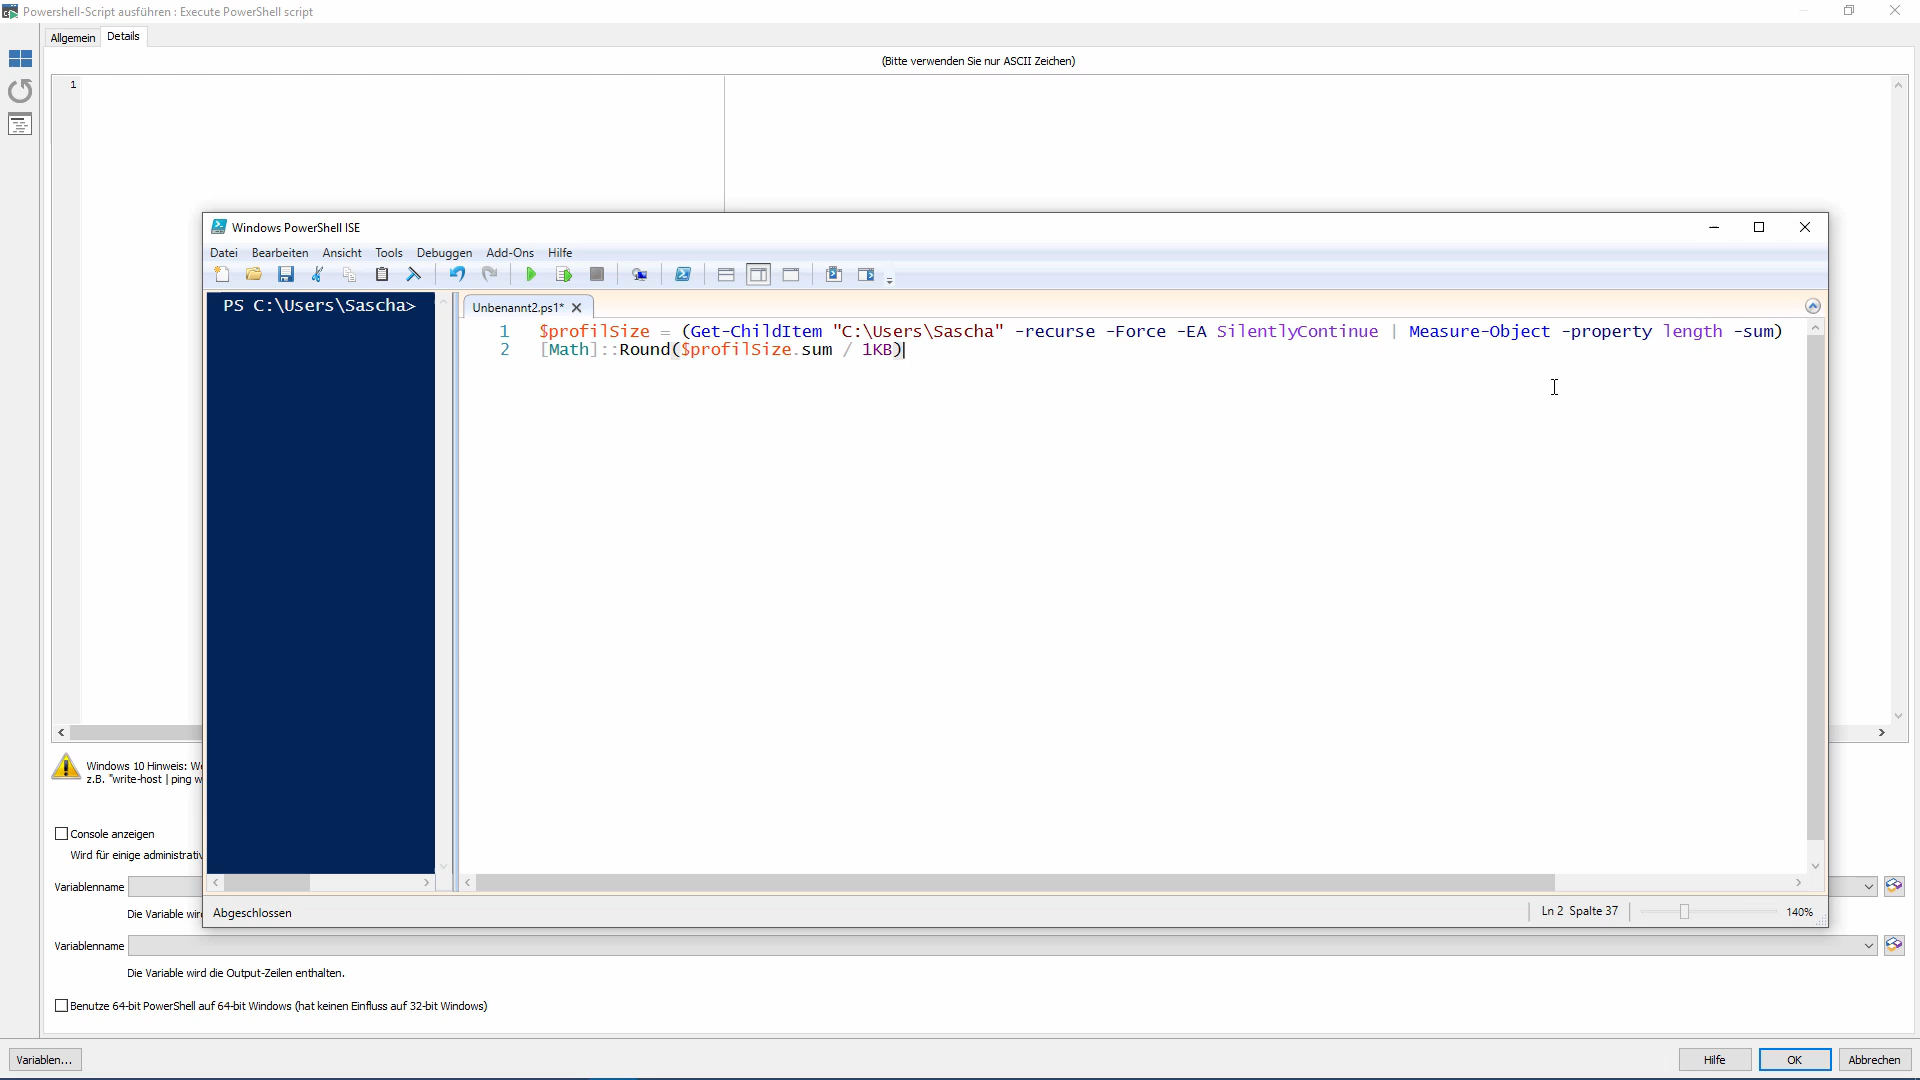 Powershell-Script ausführen : Execute PowerShell script
Allgemein Details
(Bitte verwenden Sie nur ASCII Zeichen)
1
Windows PowerShell ISE
Datei Bearbeiten Ansicht Tools Debuggen Add-Ons Hilfe
PS C:\Users\Sascha>
Unbenannt2.ps1*
1 $profilSize = (Get-ChildItem "C:\Users\Sascha" -recurse -Force -EA SilentlyContinue | Measure-Object -property length -sum)
2 [Math]::Round($profilSize.sum / 1KB)
Windows 10 Hinweis: We
z.B. "write-host | ping w
Console anzeigen
Wird für einige administrativ
Variablenname
Die Variable wir
Abgeschlossen
Ln 2 Spalte 37
140%
Variablenname
Die Variable wird die Output-Zeilen enthalten.
Benutze 64-bit PowerShell auf 64-bit Windows (hat keinen Einfluss auf 32-bit Windows)
Variablen...
Hilfe
OK
Abbrechen